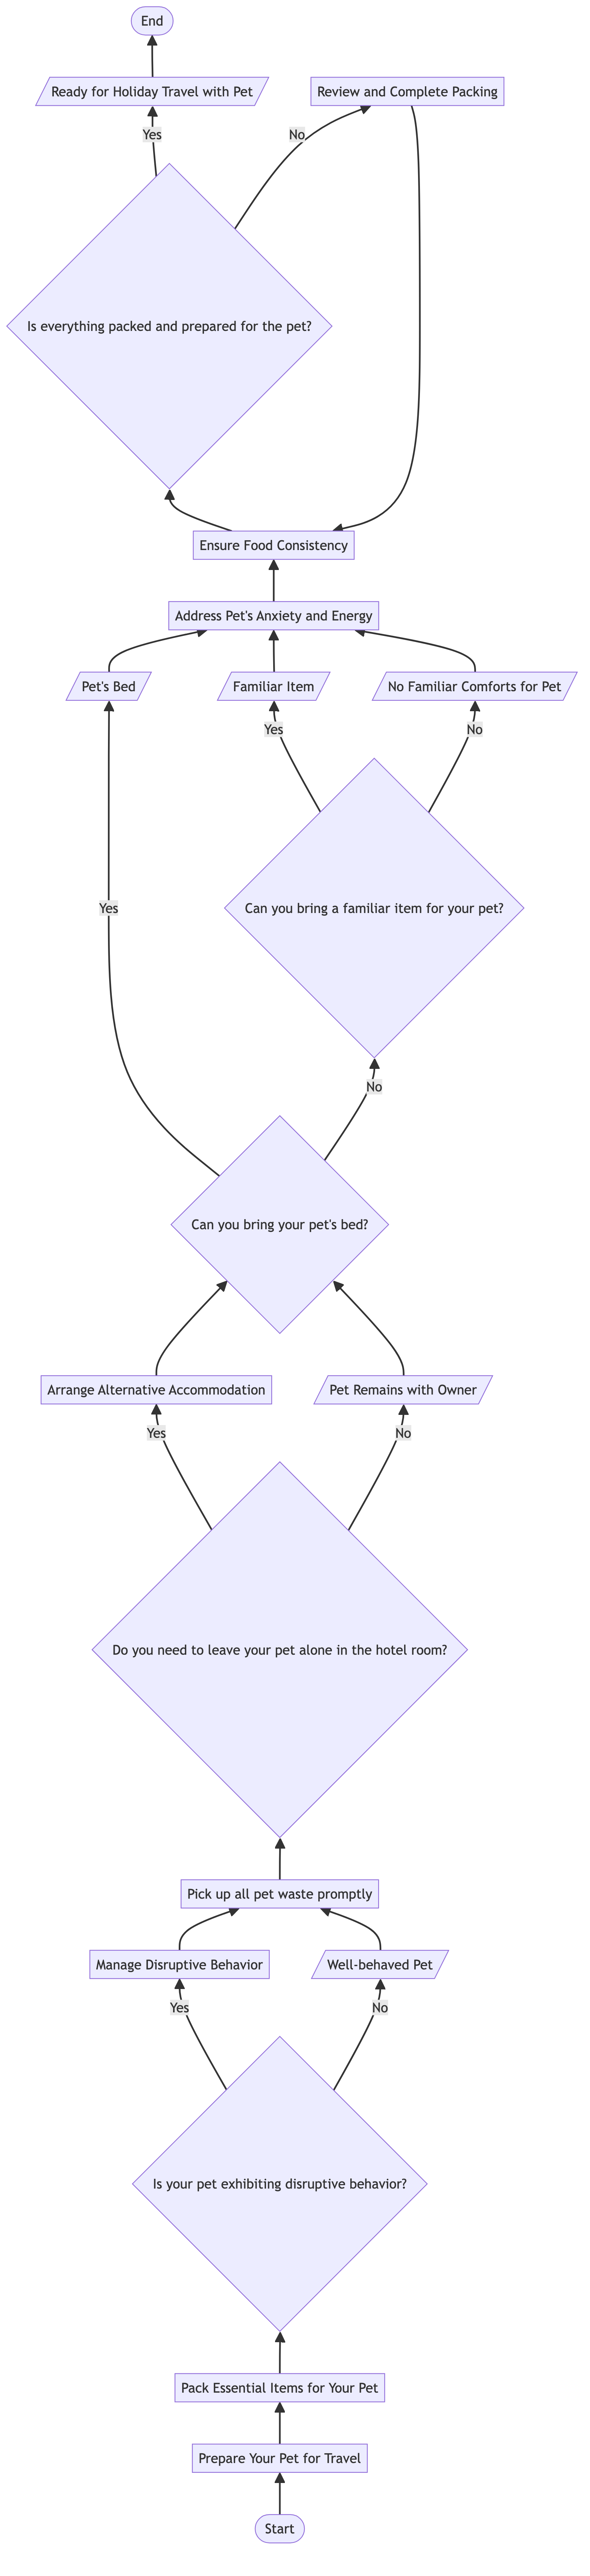 End
Ready for Holiday Travel with Pet
Review and Complete Packing
Yes
No
Is everything packed and prepared for the pet?
Ensure Food Consistency
Address Pet's Anxiety and Energy
Pet's Bed
Familiar Item
No Familiar Comforts for Pet
Yes
No
Yes
Can you bring a familiar item for your pet?
No
Can you bring your pet's bed?
Arrange Alternative Accommodation
Pet Remains with Owner
Yes
No
Do you need to leave your pet alone in the hotel room?
Pick up all pet waste promptly
Manage Disruptive Behavior
Well-behaved Pet
Yes
No
Is your pet exhibiting disruptive behavior?
Pack Essential Items for Your Pet
Prepare Your Pet for Travel
Start